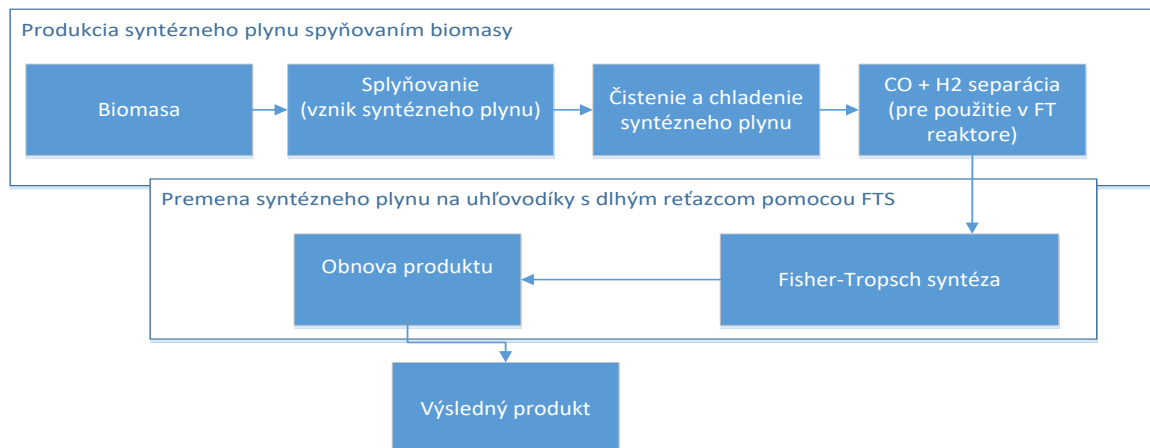 Produkcia syntézneho plynu spyňovaním biomasy
Biomasa
Splyňovanie
(vznik syntézneho plynu)
Čistenie a chladenie
syntézneho plynu
CO + H2 separácia
(pre použitie v FT
reaktore)
Premena syntézneho plynu na uhľovodíky s dlhým reťazcom pomocou FTS
Obnova produktu
Fisher-Tropsch syntéza
Výsledný produkt